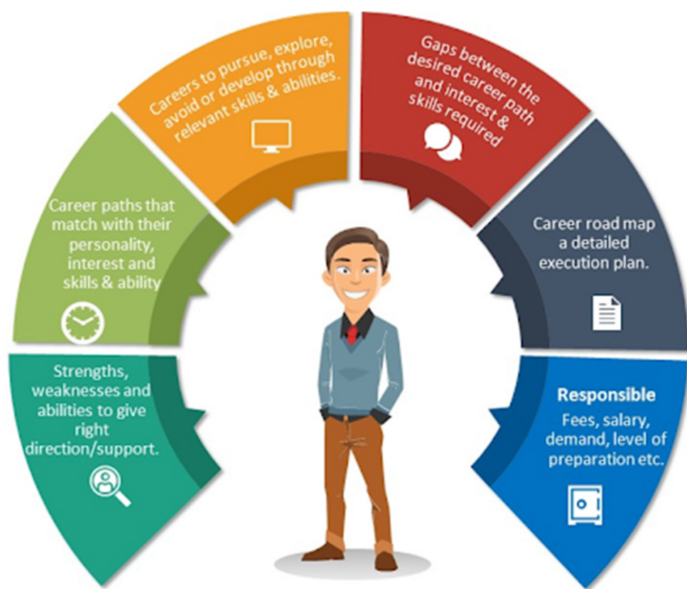 Strengths,
weaknesses and
abilities to give
right
direction/support.
Career paths that
match with their
personality,
interest and
skills & ability
Careers to pursue, explore,
avoid or develop through
relevant skills & abilities.
Gaps between the
desired career path
and interest &
skills required
Career road map
a detailed
execution plan.
Responsible
Fees, salary,
demand, level of
preparation etc.